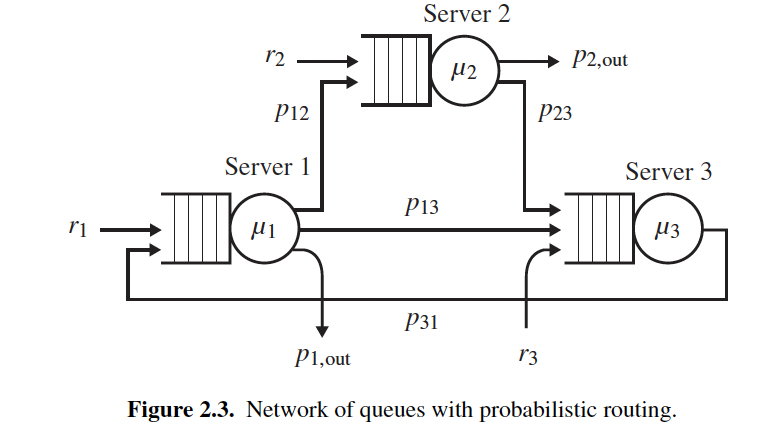 Server 2
r2
μ2
p2,out
p12
p23
Server 1
Server 3
p13
r1
μ1
μ3
p31
p1,out
r3
Figure 2.3. Network of queues with probabilistic routing.